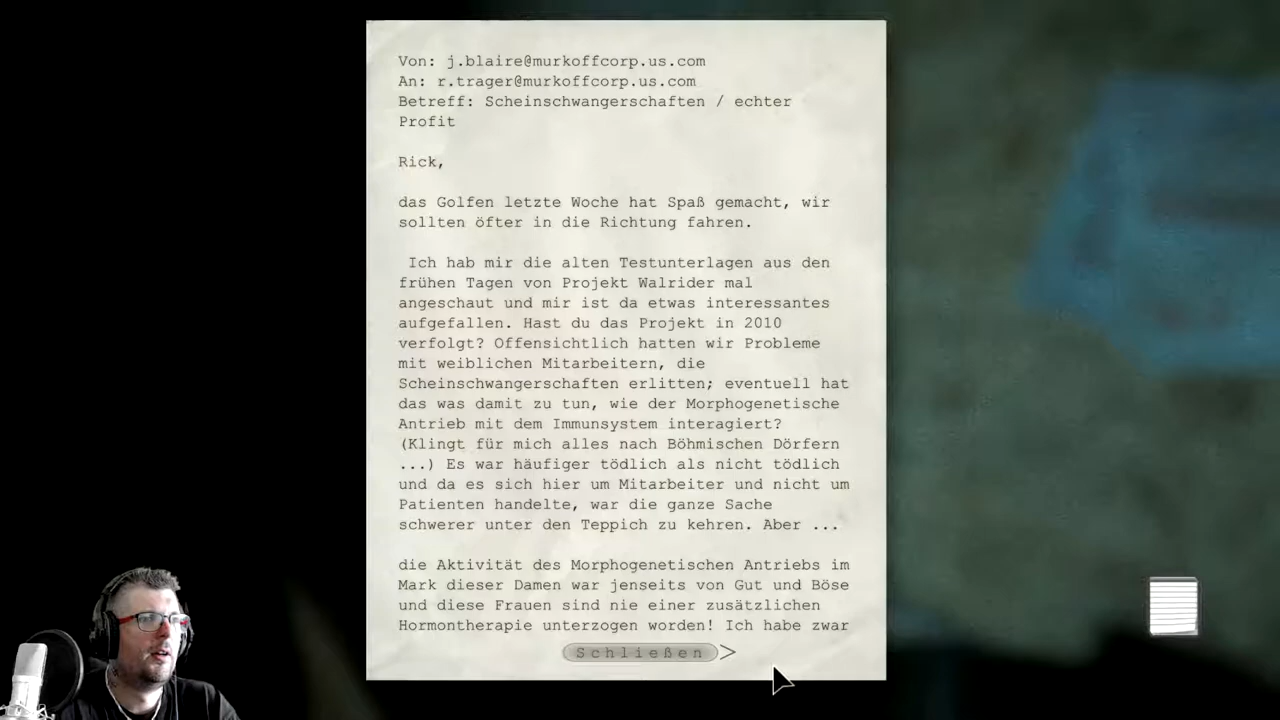 Von: j.blaire@murkoffcorp.us.com
An: r.trager@murkoffcorp.us.com
Betreff: Scheinschwangerschaften / echter
Profit
Rick,
das Golfen letzte Woche hat Spaß gemacht, wir
sollten öfter in die Richtung fahren.
Ich hab mir die alten Testunterlagen aus den
frühen Tagen von Projekt Walrider mal
angeschaut und mir ist da etwas interessantes
aufgefallen. Hast du das Projekt in 2010
verfolgt? Offensichtlich hatten wir Probleme
mit weiblichen Mitarbeitern, die
Scheinschwangerschaften erlitten; eventuell hat
das was damit zu tun, wie der Morphogenetische
Antrieb mit dem Immunsystem interagiert?
(Klingt für mich alles nach Böhmischen Dörfern
...) Es war häufiger tödlich als nicht tödlich
und da es sich hier um Mitarbeiter und nicht um
Patienten handelte, war die ganze Sache
schwerer unter den Teppich zu kehren. Aber ...
die Aktivität des Morphogenetischen Antriebs im
Mark dieser Damen war jenseits von Gut und Böse
und diese Frauen sind nie einer zusätzlichen
Hormontherapie unterzogen worden! Ich habe zwar
Schließen >